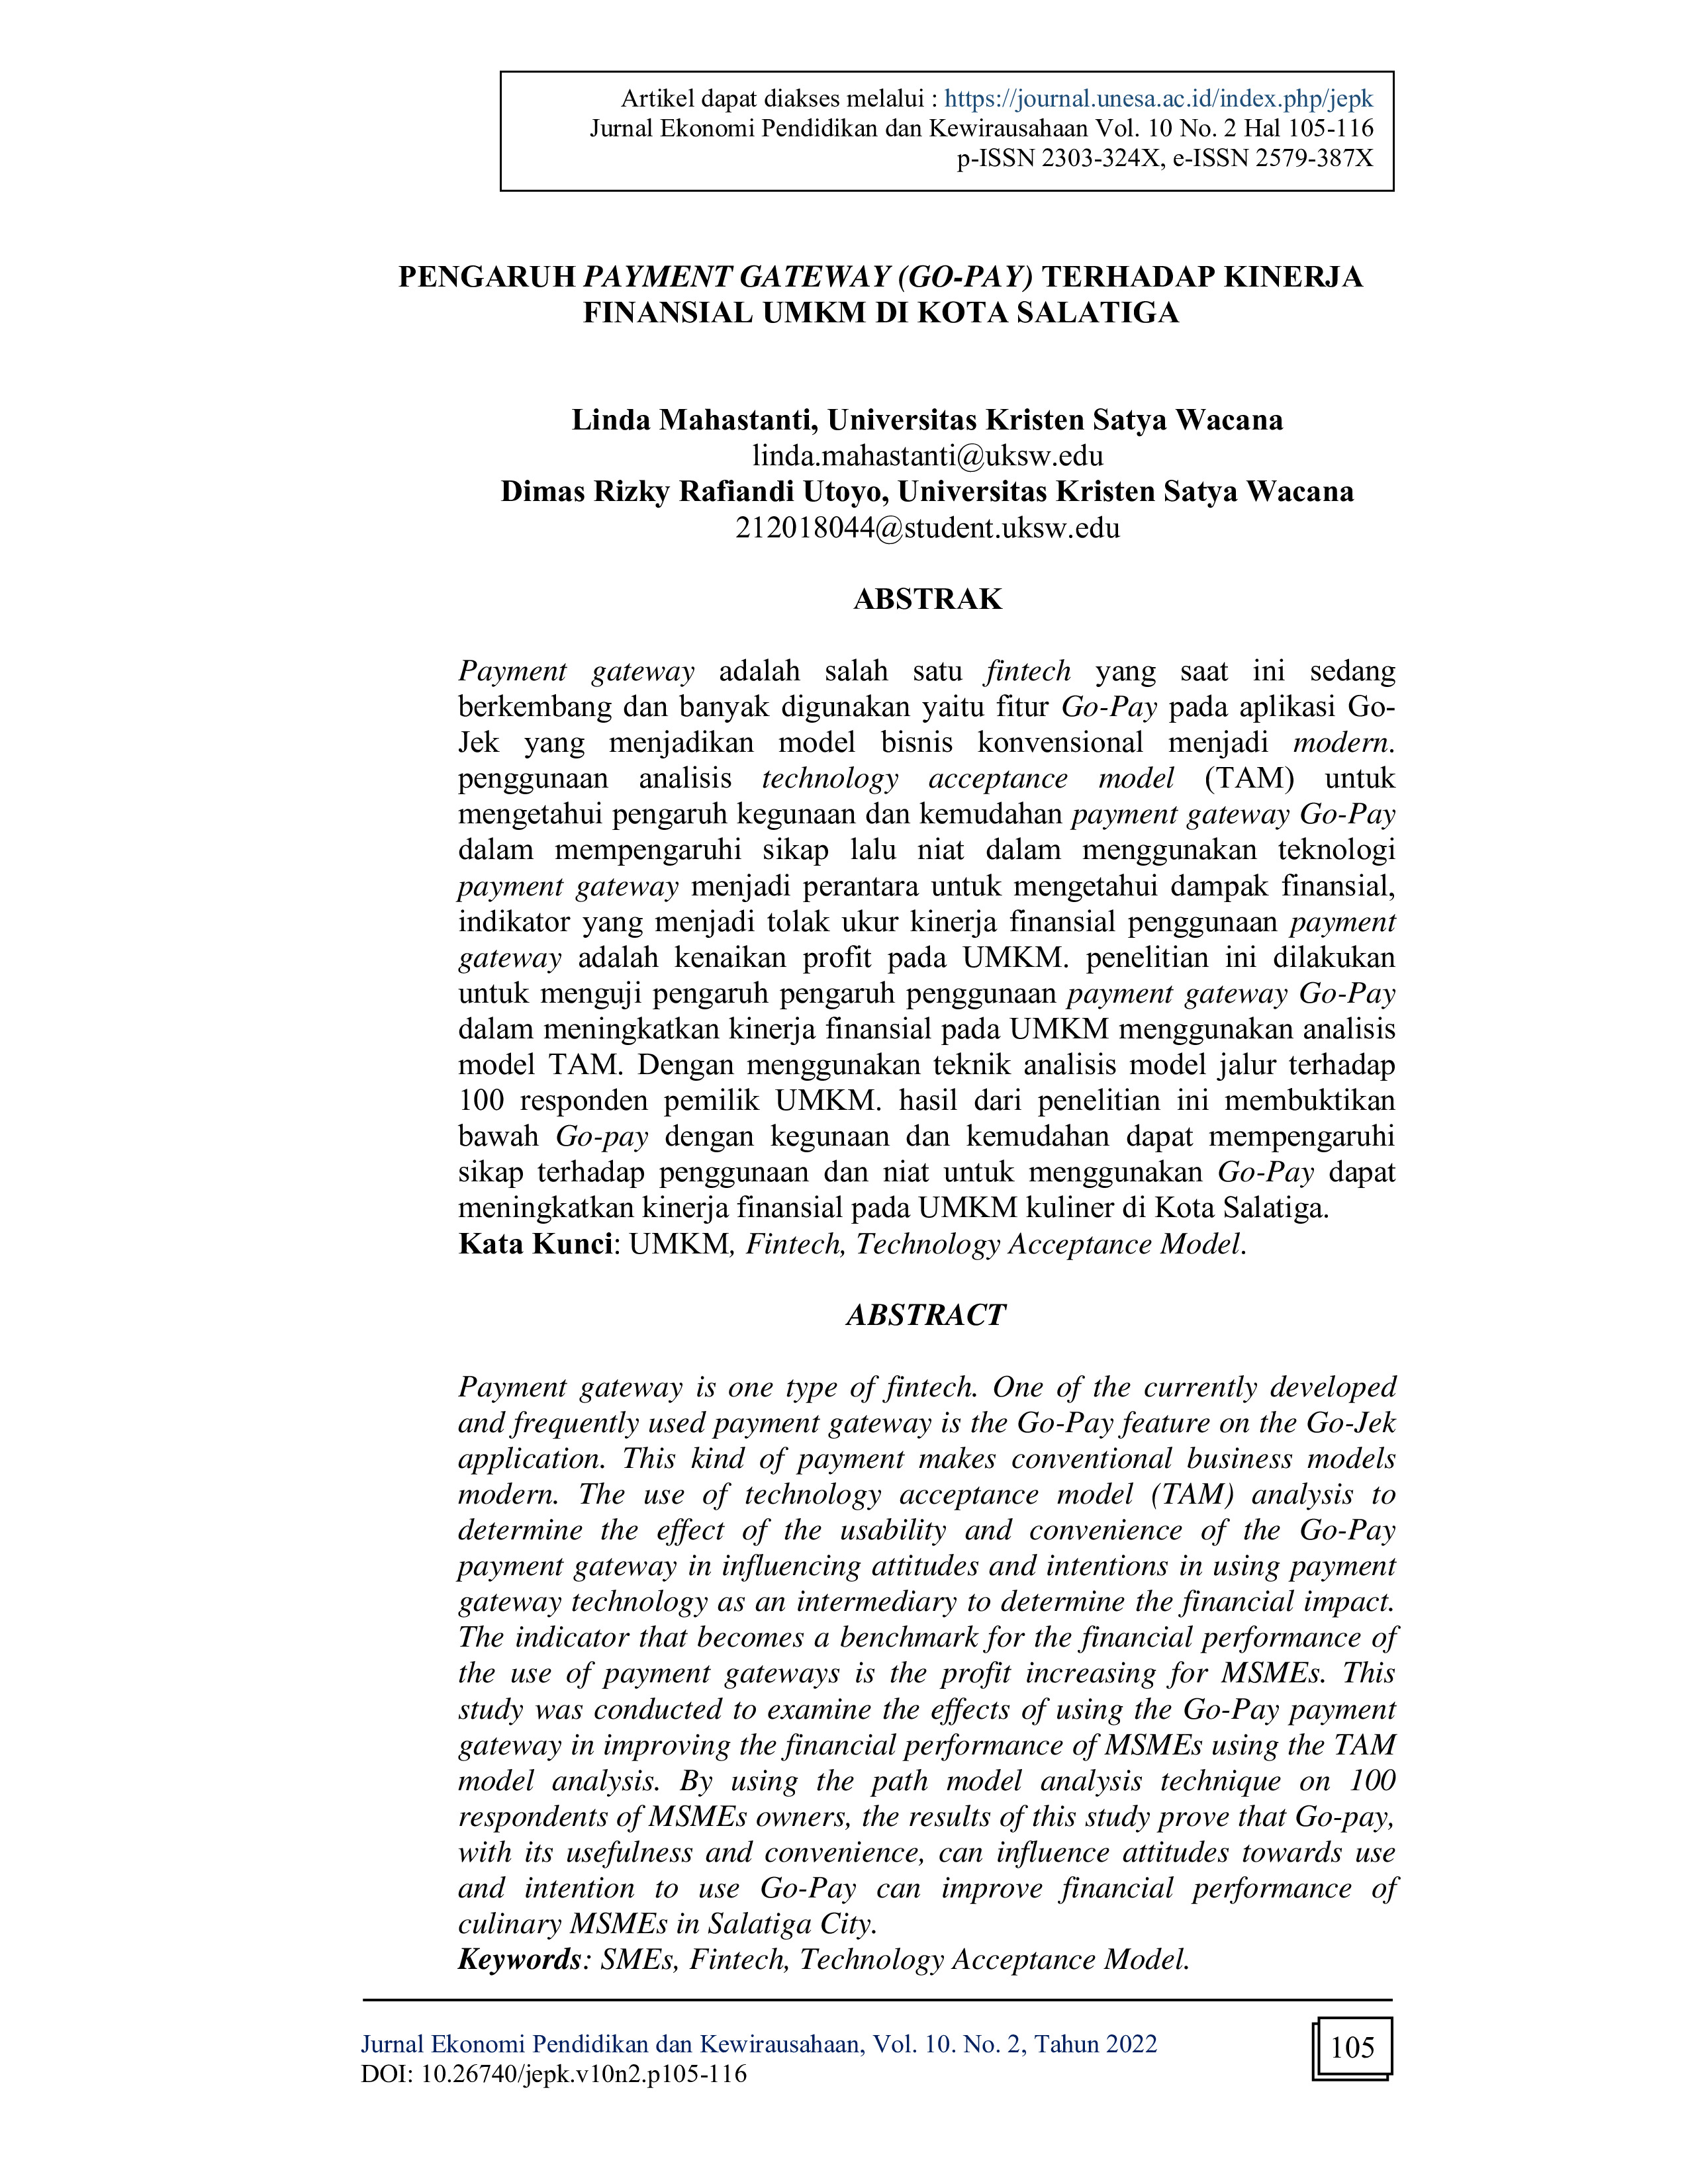 Artikel dapat diakses melalui : https://journal.unesa.ac.id/index.php/jepk
Jurnal Ekonomi Pendidikan dan Kewirausahaan Vol. 10 No. 2 Hal 105-116
p-ISSN 2303-324X, e-ISSN 2579-387X
PENGARUH PAYMENT GATEWAY (GO-PAY) TERHADAP KINERJA
FINANSIAL UMKM DI KOTA SALATIGA
Linda Mahastanti, Universitas Kristen Satya Wacana
linda.mahastanti@uksw.edu
Dimas Rizky Rafiandi Utoyo, Universitas Kristen Satya Wacana
212018044@student.uksw.edu
ABSTRAK
Payment gateway adalah salah satu fintech yang saat ini sedang
berkembang dan banyak digunakan yaitu fitur Go-Pay pada aplikasi Go-
Jek yang menjadikan model bisnis konvensional menjadi modern.
penggunaan analisis technology acceptance model (TAM) untuk
mengetahui pengaruh kegunaan dan kemudahan payment gateway Go-Pay
dalam mempengaruhi sikap lalu niat dalam menggunakan teknologi
payment gateway menjadi perantara untuk mengetahui dampak finansial,
indikator yang menjadi tolak ukur kinerja finansial penggunaan payment
gateway adalah kenaikan profit pada UMKM. penelitian ini dilakukan
untuk menguji pengaruh pengaruh penggunaan payment gateway Go-Pay
dalam meningkatkan kinerja finansial pada UMKM menggunakan analisis
model TAM. Dengan menggunakan teknik analisis model jalur terhadap
100 responden pemilik UMKM. hasil dari penelitian ini membuktikan
bawah Go-pay dengan kegunaan dan kemudahan dapat mempengaruhi
sikap terhadap penggunaan dan niat untuk menggunakan Go-Pay dapat
meningkatkan kinerja finansial pada UMKM kuliner di Kota Salatiga.
Kata Kunci: UMKM, Fintech, Technology Acceptance Model.
ABSTRACT
Payment gateway is one type of fintech. One of the currently developed
and frequently used payment gateway is the Go-Pay feature on the Go-Jek
application. This kind of payment makes conventional business models
modern. The use of technology acceptance model (TAM) analysis to
determine the effect of the usability and convenience of the Go-Pay
payment gateway in influencing attitudes and intentions in using payment
gateway technology as an intermediary to determine the financial impact.
The indicator that becomes a benchmark for the financial performance of
the use of payment gateways is the profit increasing for MSMEs. This
study was conducted to examine the effects of using the Go-Pay payment
gateway in improving the financial performance of MSMEs using the TAM
model analysis. By using the path model analysis technique on 100
respondents of MSMEs owners, the results of this study prove that Go-pay,
with its usefulness and convenience, can influence attitudes towards use
and intention to use Go-Pay can improve financial performance of
culinary MSMEs in Salatiga City.
Keywords: SMEs, Fintech, Technology Acceptance Model.
Jurnal Ekonomi Pendidikan dan Kewirausahaan, Vol. 10. No. 2, Tahun 2022
DOI: 10.26740/jepk.v10n2.p105-116
105